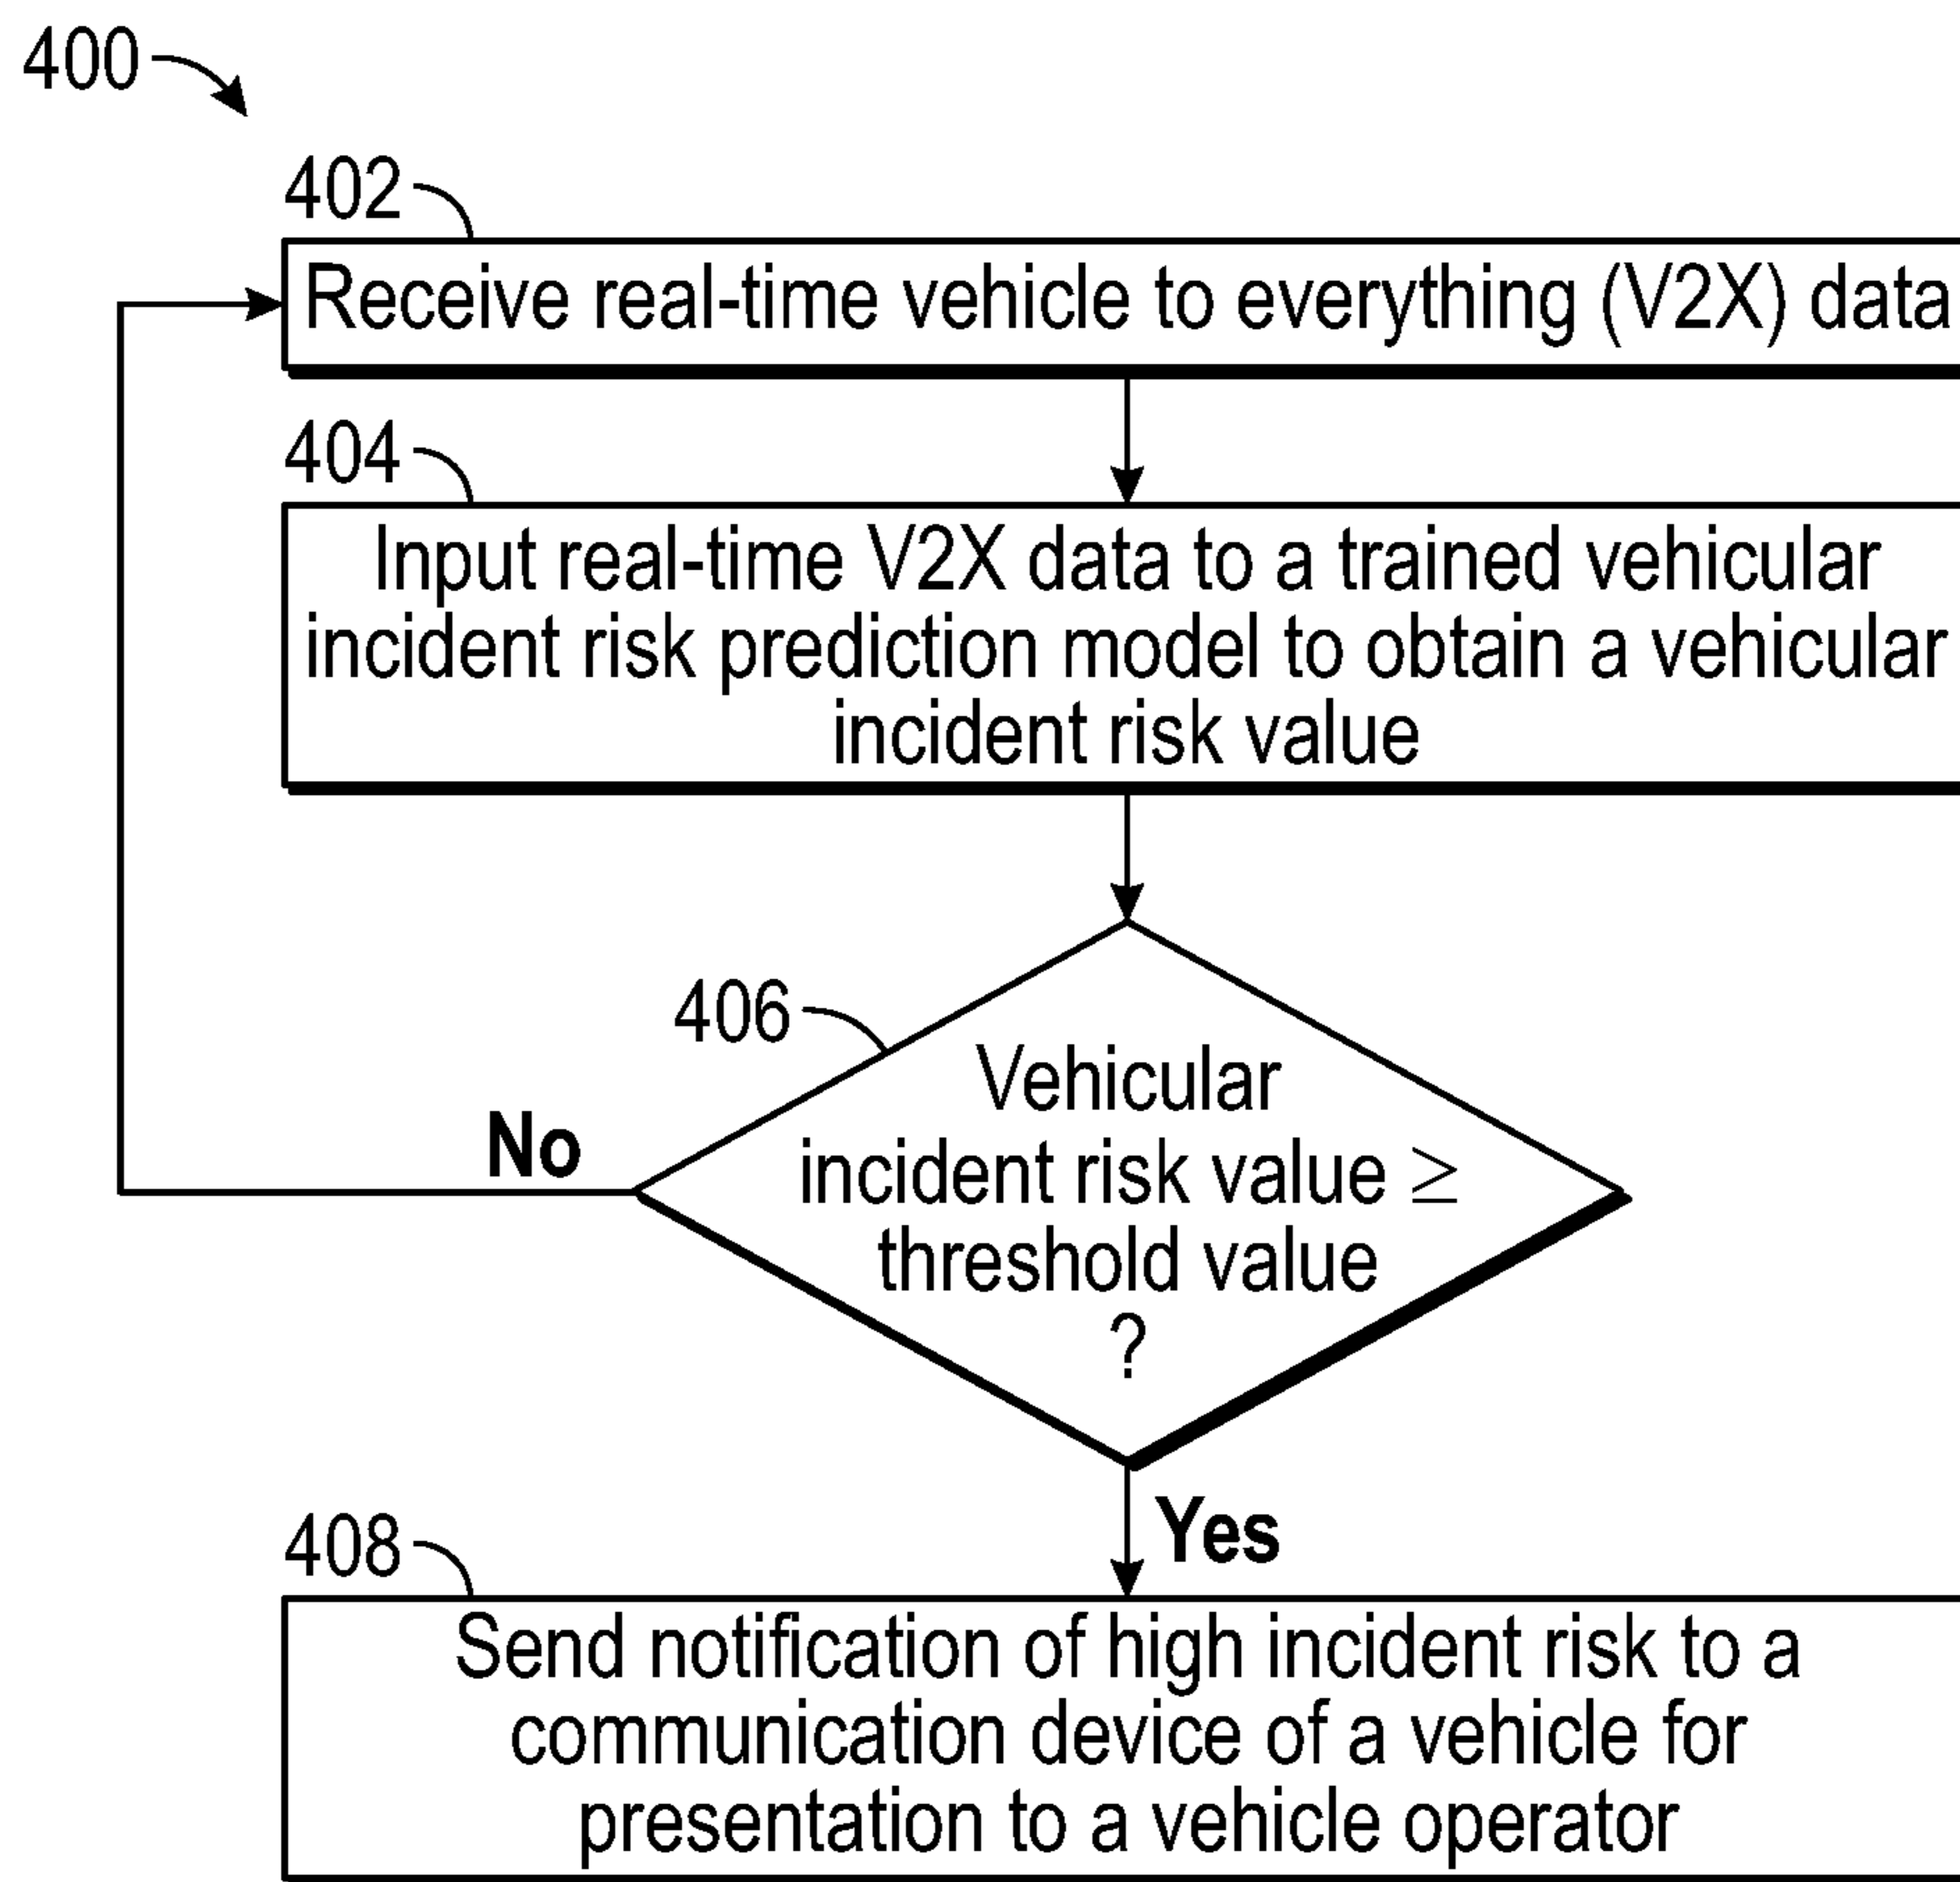 400
402
Receive real-time vehicle to everything (V2X) data
404
Input real-time V2X data to a trained vehicular
incident risk prediction model to obtain a vehicular
incident risk value
406
Vehicular
incident risk value ≥
threshold value
?
No
Yes
408
Send notification of high incident risk to a
communication device of a vehicle for
presentation to a vehicle operator